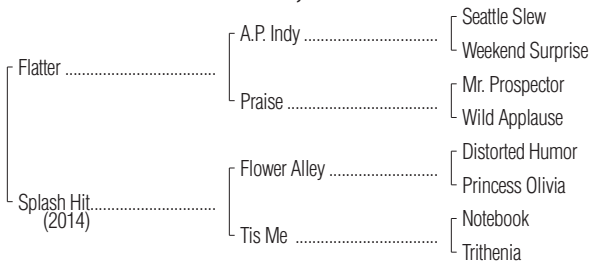 Seattle Slew
A.P. Indy ..............................
Weekend Surprise
Flatter ...................................
Mr. Prospector
Praise ..................................
Wild Applause
Distorted Humor
Flower Alley ........................
Princess Olivia
Splash Hit.............................
(2014)
Notebook
Tis Me ................................
Trithenia